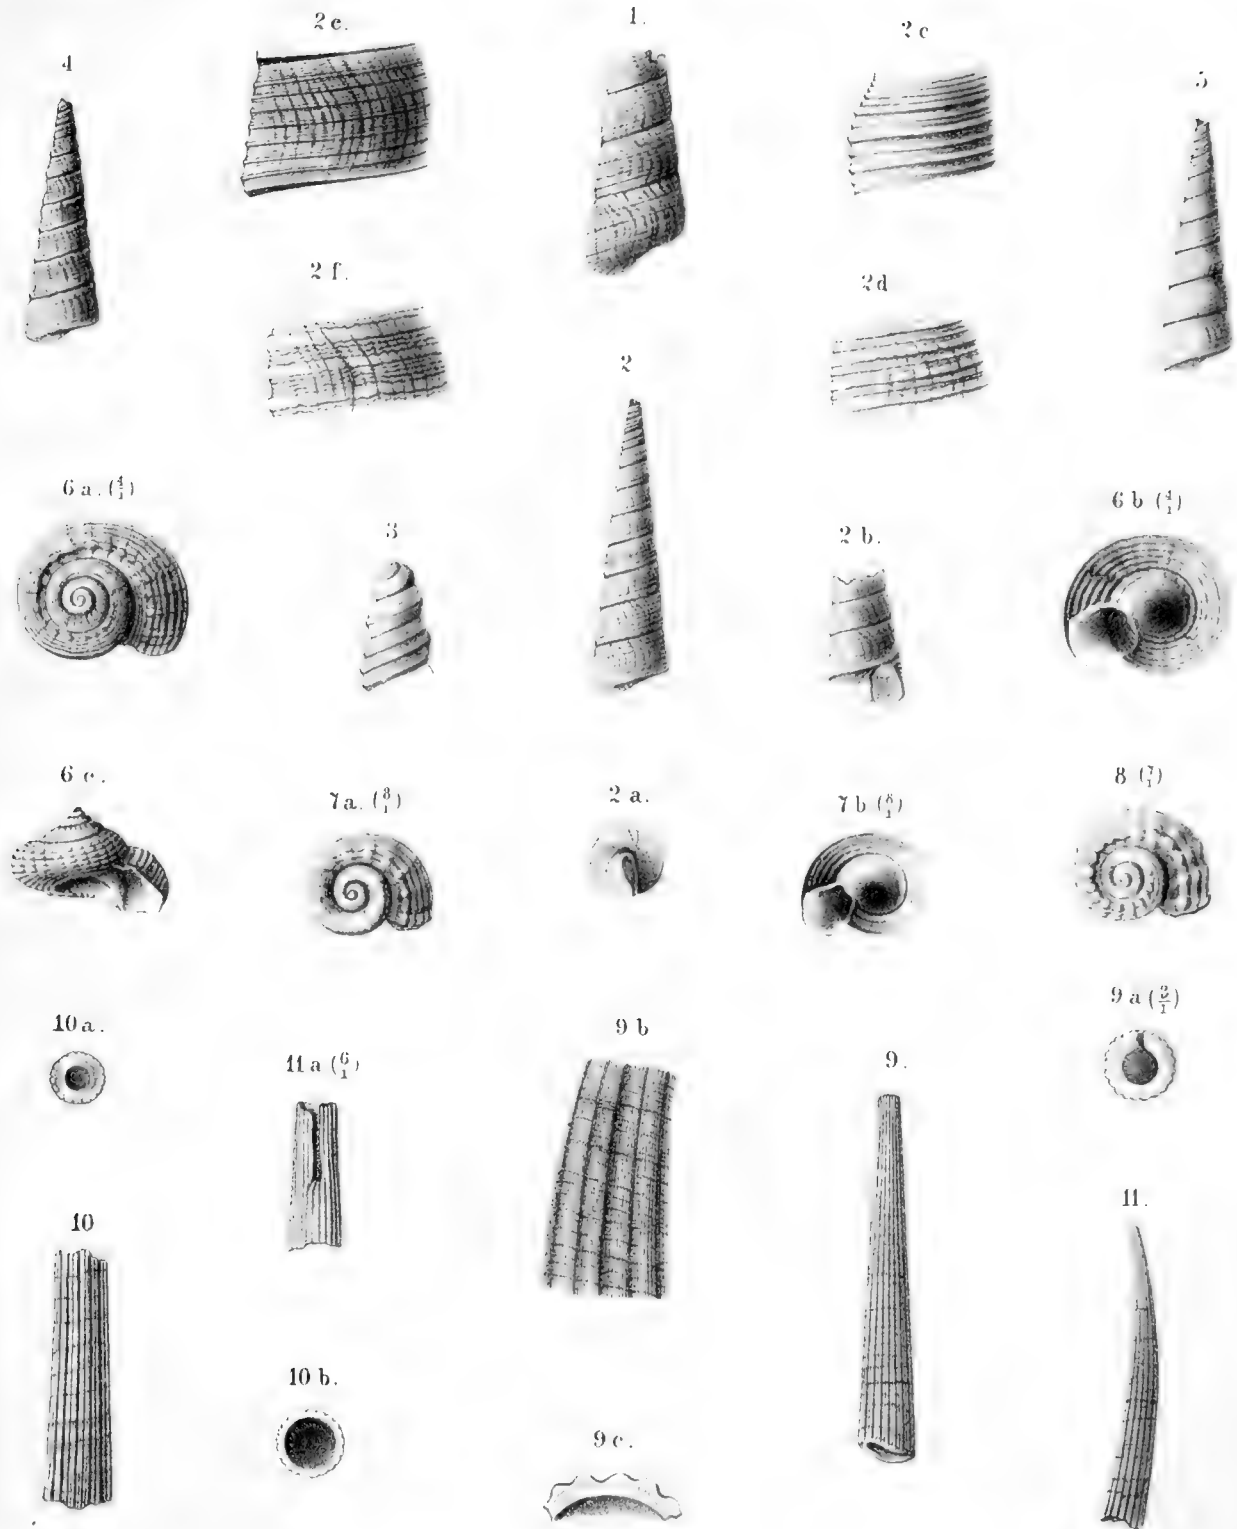 2 e.
1.
2 c
4
5
2 f.
2 d
2
6 a. (4/1)
3
2 b.
6 b (4/1)
6 c.
7 a. (8/1)
2 a.
7 b (8/1)
8 (7/1)
10 a.
11 a (6/1)
9 b
9.
9 a (2/1)
10
11.
10 b.
9 c.